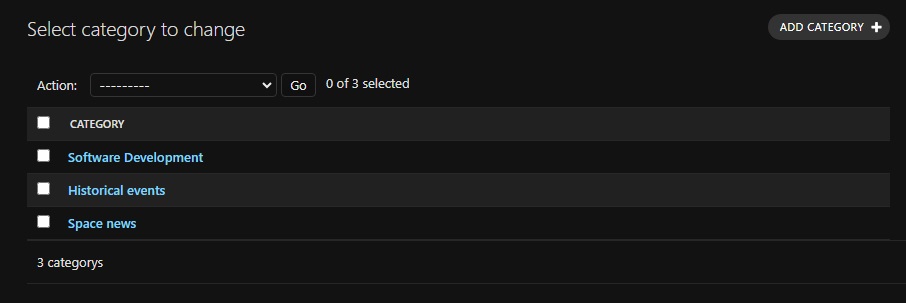 Select category to change
ADD CATEGORY +
Action: --------- Go 0 of 3 selected
CATEGORY
Software Development
Historical events
Space news
3 categorys